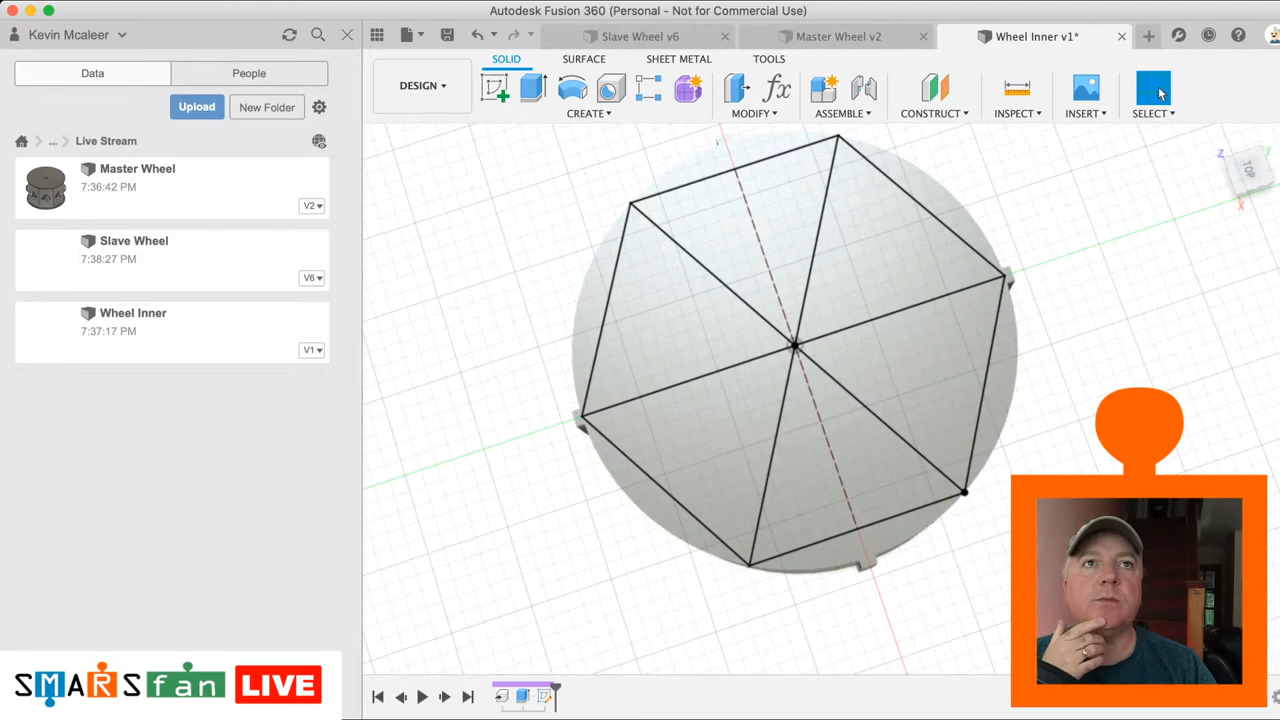 Autodesk Fusion 360 (Personal - Not for Commercial Use)
Kevin Mcaleer
Slave Wheel v6
Master Wheel v2
Wheel Inner v1*
Data
People
Upload
New Folder
... Live Stream
Master Wheel
7:36:42 PM
V2
Slave Wheel
7:38:27 PM
V6
Wheel Inner
7:37:17 PM
V1
SOLID
SURFACE
SHEET METAL
TOOLS
DESIGN
fx
CREATE
MODIFY
ASSEMBLE
CONSTRUCT
INSPECT
INSERT
SELECT
Z
Y
TOP
X
SMARSfan LIVE